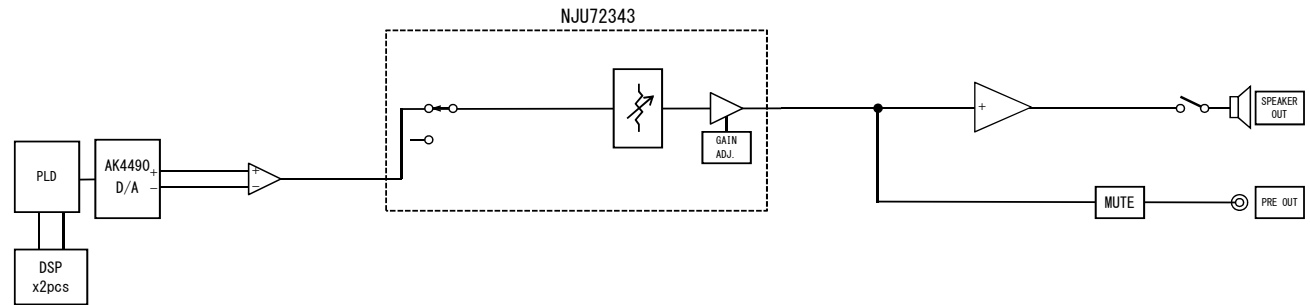 NJU72343
GAIN
ADJ.
+
SPEAKER
OUT
PLD
AK4490
D/A
+
−
+
−
MUTE
PRE OUT
DSP
x2pcs